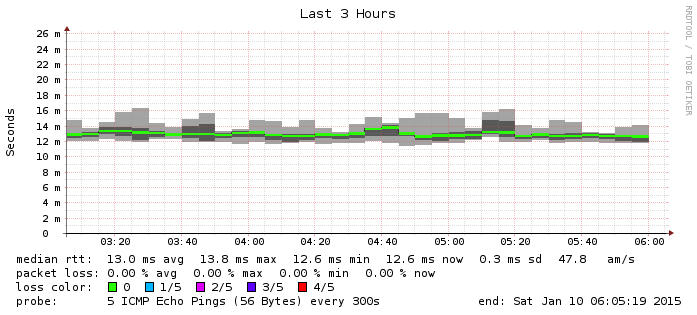 Last 3 Hours
RRDTOOL / TOBI OETIKER
Seconds
26 m
24 m
22 m
20 m
18 m
16 m
14 m
12 m
10 m
8 m
6 m
4 m
2 m
0
03:20 03:40 04:00 04:20 04:40 05:00 05:20 05:40 06:00
median rtt: 13.0 ms avg 13.8 ms max 12.6 ms min 12.6 ms now 0.3 ms sd 47.8 am/s
packet loss: 0.00 % avg 0.00 % max 0.00 % min 0.00 % now
loss color: 0 1/5 2/5 3/5 4/5
probe: 5 ICMP Echo Pings (56 Bytes) every 300s end: Sat Jan 10 06:05:19 2015